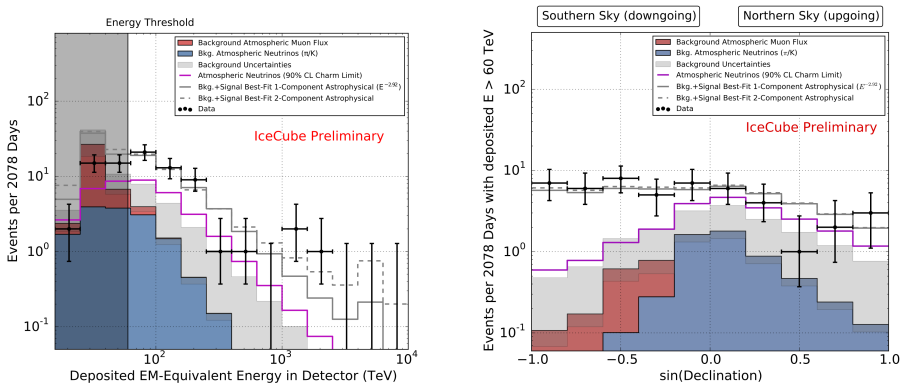 Energy Threshold
Background Atmospheric Muon Flux
Bkg. Atmospheric Neutrinos (π/K)
Background Uncertainties
Atmospheric Neutrinos (90% CL Charm Limit)
Bkg.+Signal Best-Fit 1-Component Astrophysical (E^-2.92)
Bkg.+Signal Best-Fit 2-Component Astrophysical
Data
IceCube Preliminary
Events per 2078 Days
10^2
10^1
10^0
10^-1
10^2 10^3 10^4
Deposited EM-Equivalent Energy in Detector (TeV)
Southern Sky (downgoing) Northern Sky (upgoing)
Background Atmospheric Muon Flux
Bkg. Atmospheric Neutrinos (π/K)
Background Uncertainties
Atmospheric Neutrinos (90% CL Charm Limit)
Bkg.+Signal Best-Fit 1-Component Astrophysical (E^-2.92)
Bkg.+Signal Best-Fit 2-Component Astrophysical
Data
IceCube Preliminary
Events per 2078 Days with deposited E > 60 TeV
10^2
10^1
10^0
10^-1
−1.0 −0.5 0.0 0.5 1.0
sin(Declination)